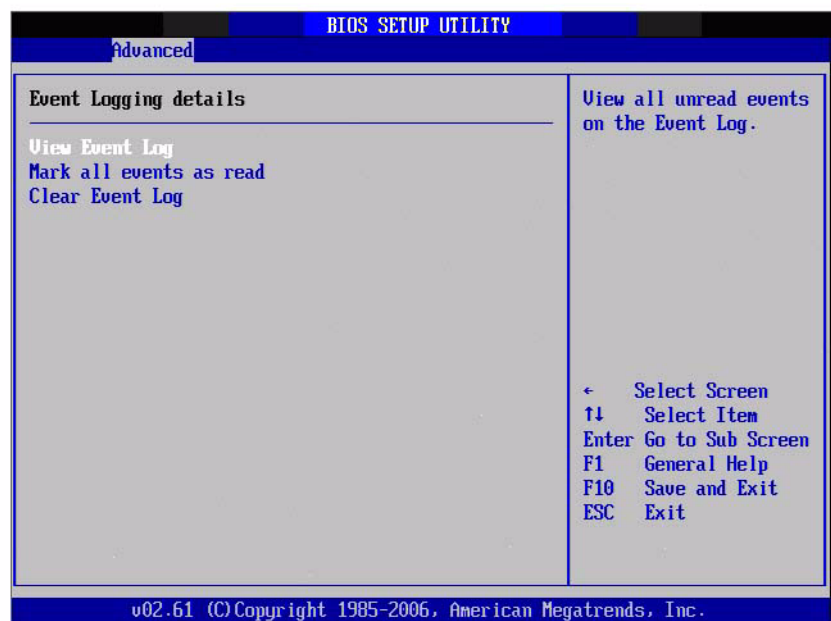 BIOS SETUP UTILITY
Advanced
Event Logging details
View Event Log
Mark all events as read
Clear Event Log
View all unread events
on the Event Log.
← Select Screen
↑↓ Select Item
Enter Go to Sub Screen
F1 General Help
F10 Save and Exit
ESC Exit
v02.61 (C)Copyright 1985-2006, American Megatrends, Inc.